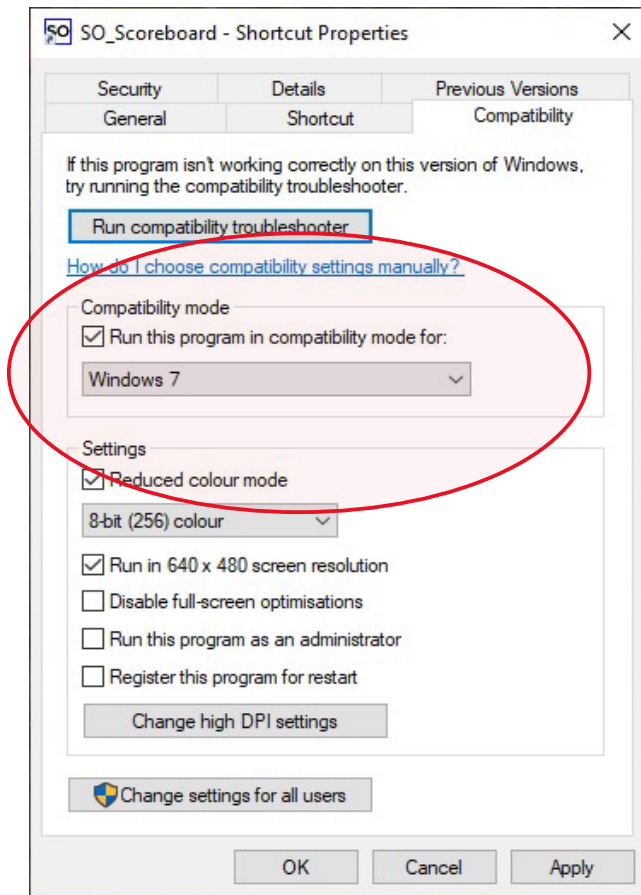 SO SO_Scoreboard - Shortcut Properties
Security Details Previous Versions
General Shortcut Compatibility
If this program isn't working correctly on this version of Windows,
try running the compatibility troubleshooter.
Run compatibility troubleshooter
How do I choose compatibility settings manually?
Compatibility mode
Run this program in compatibility mode for:
Windows 7
Settings
Reduced colour mode
8-bit (256) colour
Run in 640 x 480 screen resolution
Disable full-screen optimisations
Run this program as an administrator
Register this program for restart
Change high DPI settings
Change settings for all users
OK Cancel Apply